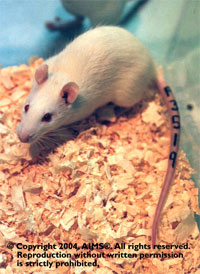 © Copyright 2004, AIMS®. All rights reserved.
Reproduction without written permission
is strictly prohibited.